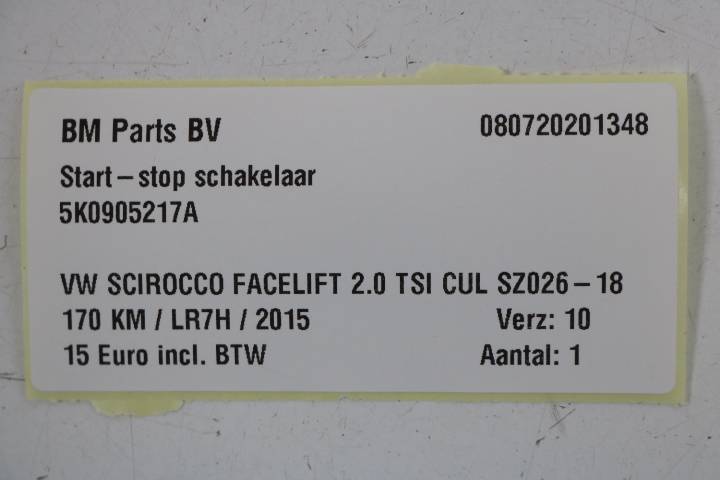 BM Parts BV 080720201348
Start-stop schakelaar
5K0905217A
VW SCIROCCO FACELIFT 2.0 TSI CUL SZ026-18
170 KM / LR7H / 2015 Verz: 10
15 Euro incl. BTW Aantal: 1